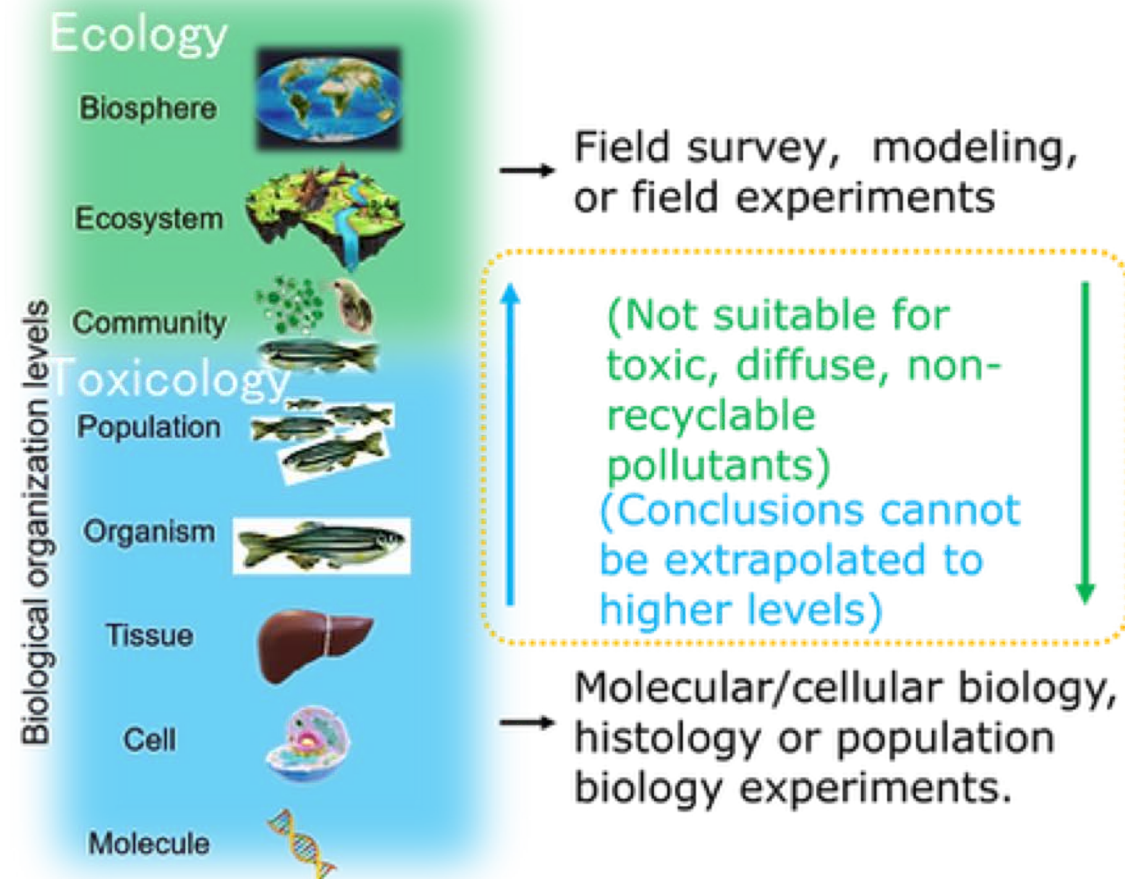 Ecology
Biosphere
Ecosystem
Community
Toxicology
Population
Organism
Tissue
Cell
Molecule
Biological organization levels
Field survey, modeling,
or field experiments
(Not suitable for
toxic, diffuse, non-
recyclable
pollutants)
(Conclusions cannot
be extrapolated to
higher levels)
Molecular/cellular biology,
histology or population
biology experiments.